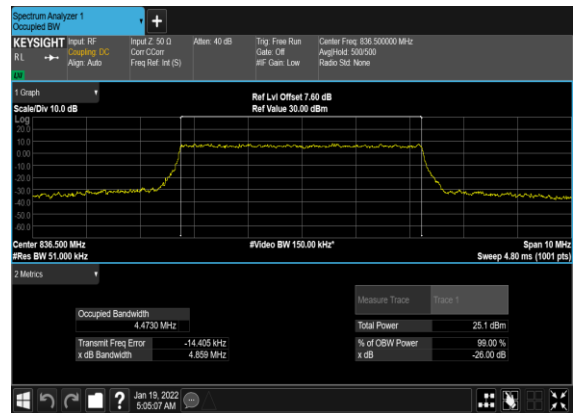 Spectrum Analyzer 1
Occupied BW
+
KEYSIGHT Input: RF Input Z: 50 Ω Atten: 40 dB Trig: Free Run Center Freq: 836.500000 MHz
RL Coupling: DC Corr CCorr Gate: Off Avg|Hold: 500/500
Align: Auto Freq Ref: Int (S) #IF Gain: Low Radio Std: None
1 Graph
Ref Lvl Offset 7.60 dB
Scale/Div 10.0 dB Ref Value 30.00 dBm
Log
20.0
10.0
0.00
-10.0
-20.0
-30.0
-40.0
-50.0
-60.0
Center 836.500 MHz #Video BW 150.00 kHz* Span 10 MHz
#Res BW 51.000 kHz Sweep 4.80 ms (1001 pts)
2 Metrics
Measure Trace Trace 1
Occupied Bandwidth
4.4730 MHz Total Power 25.1 dBm
Transmit Freq Error -14.405 kHz % of OBW Power 99.00 %
x dB Bandwidth 4.859 MHz x dB -26.00 dB
? Jan 19, 2022
5:05:07 AM